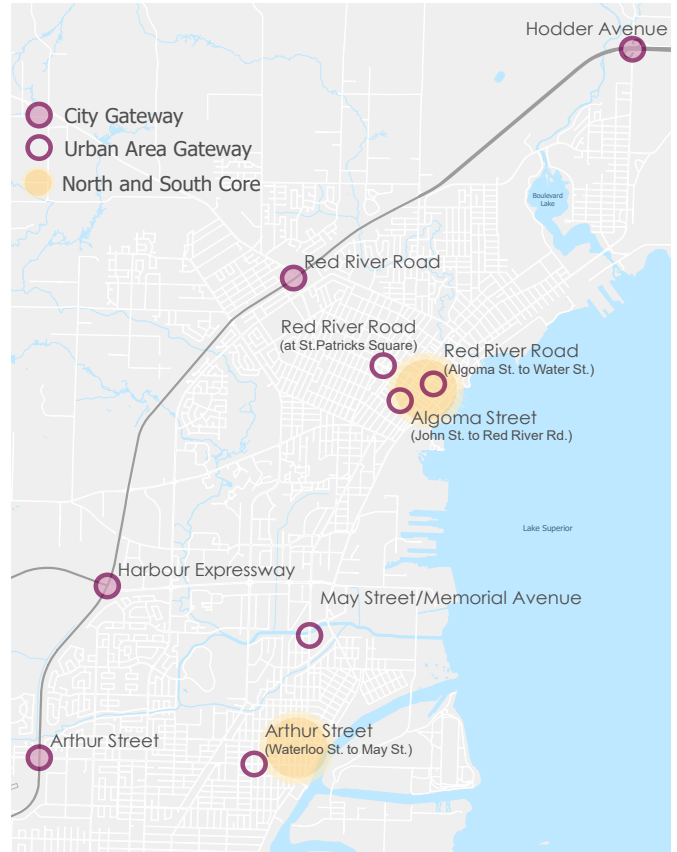 Hodder Avenue
City Gateway
Urban Area Gateway
North and South Core
Boulevard
Lake
Red River Road
Red River Road
(at St.Patricks Square)
Red River Road
(Algoma St. to Water St.)
Algoma Street
(John St. to Red River Rd.)
Lake Superior
Harbour Expressway
May Street/Memorial Avenue
Arthur Street
(Waterloo St. to May St.)
Arthur Street